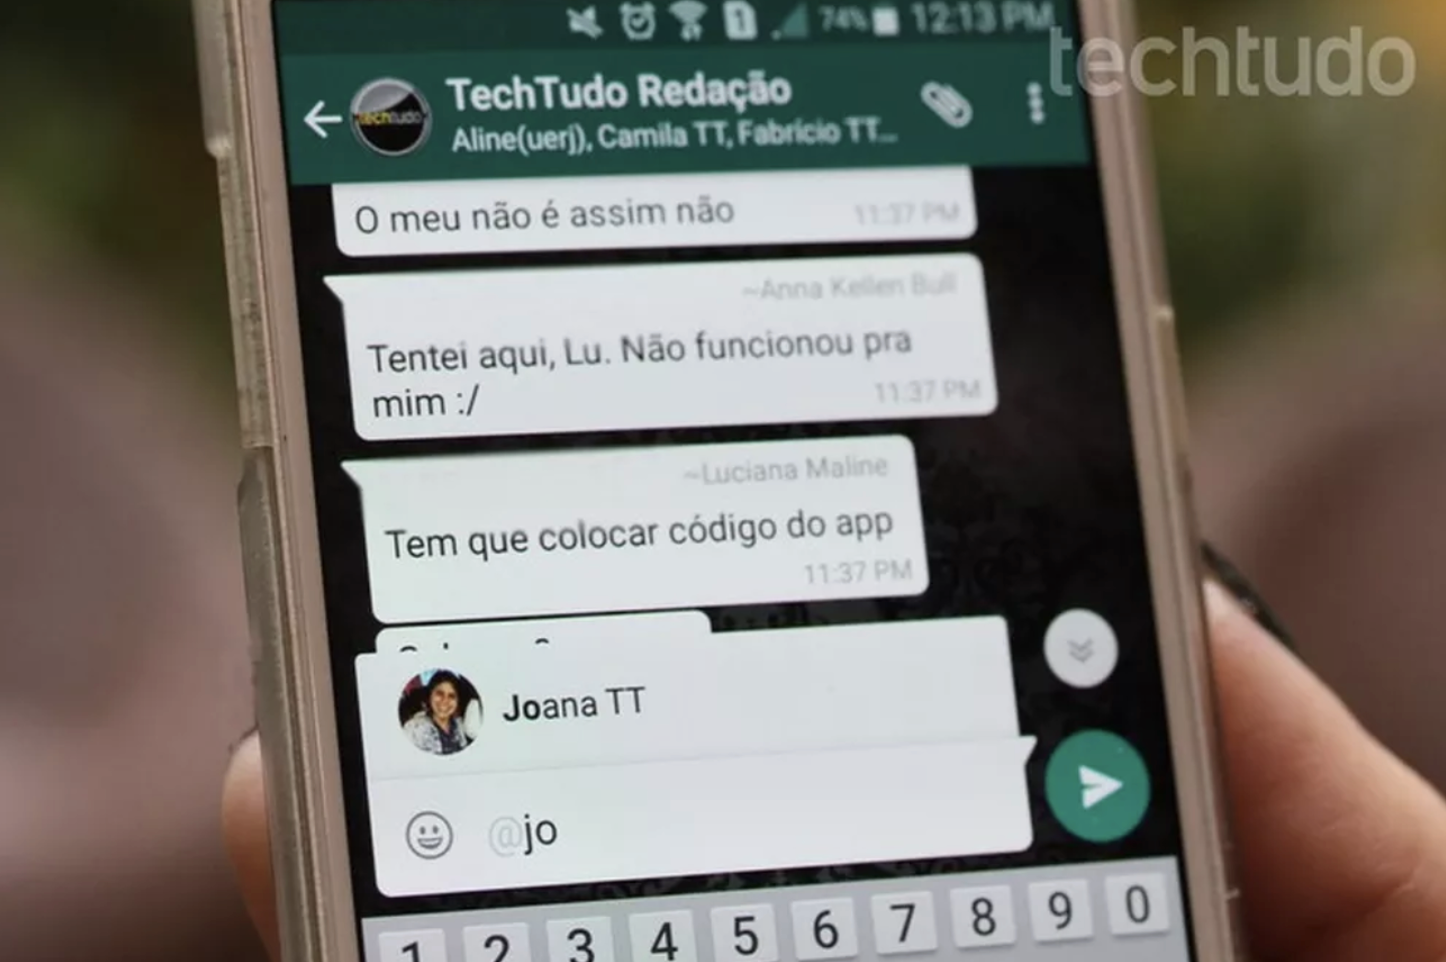 74% 12:13 PM
techtudo
TechTudo Redação
techtudo
Aline(uerj), Camila TT, Fabrício TT...
O meu não é assim não
11:37 PM
~Anna Kellen Bull
Tentei aqui, Lu. Não funcionou pra
mim :/
11:37 PM
~Luciana Maline
Tem que colocar código do app
11:37 PM
Joana TT
@jo
1 2 3 4 5 6 7 8 9 0